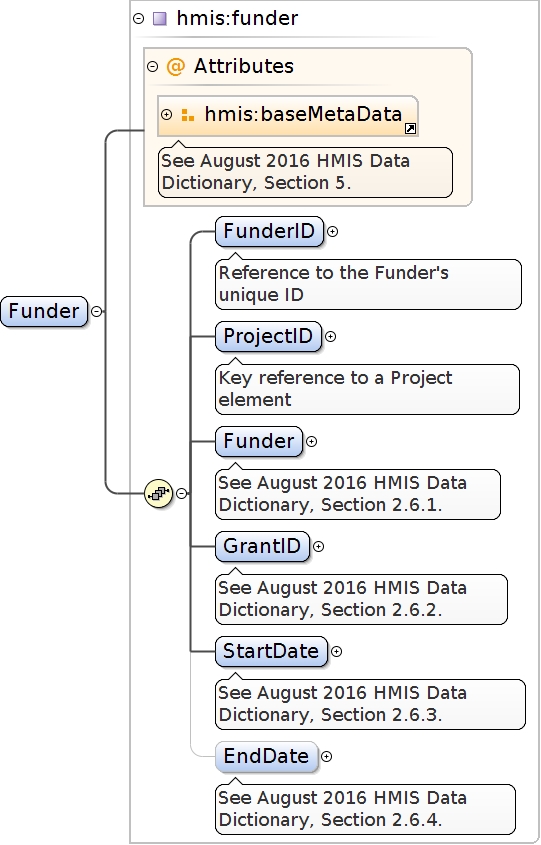 hmis:funder
@ Attributes
hmis:baseMetaData
See August 2016 HMIS Data
Dictionary, Section 5.
FunderID
Reference to the Funder's
unique ID
Funder
ProjectID
Key reference to a Project
element
Funder
See August 2016 HMIS Data
Dictionary, Section 2.6.1.
GrantID
See August 2016 HMIS Data
Dictionary, Section 2.6.2.
StartDate
See August 2016 HMIS Data
Dictionary, Section 2.6.3.
EndDate
See August 2016 HMIS Data
Dictionary, Section 2.6.4.